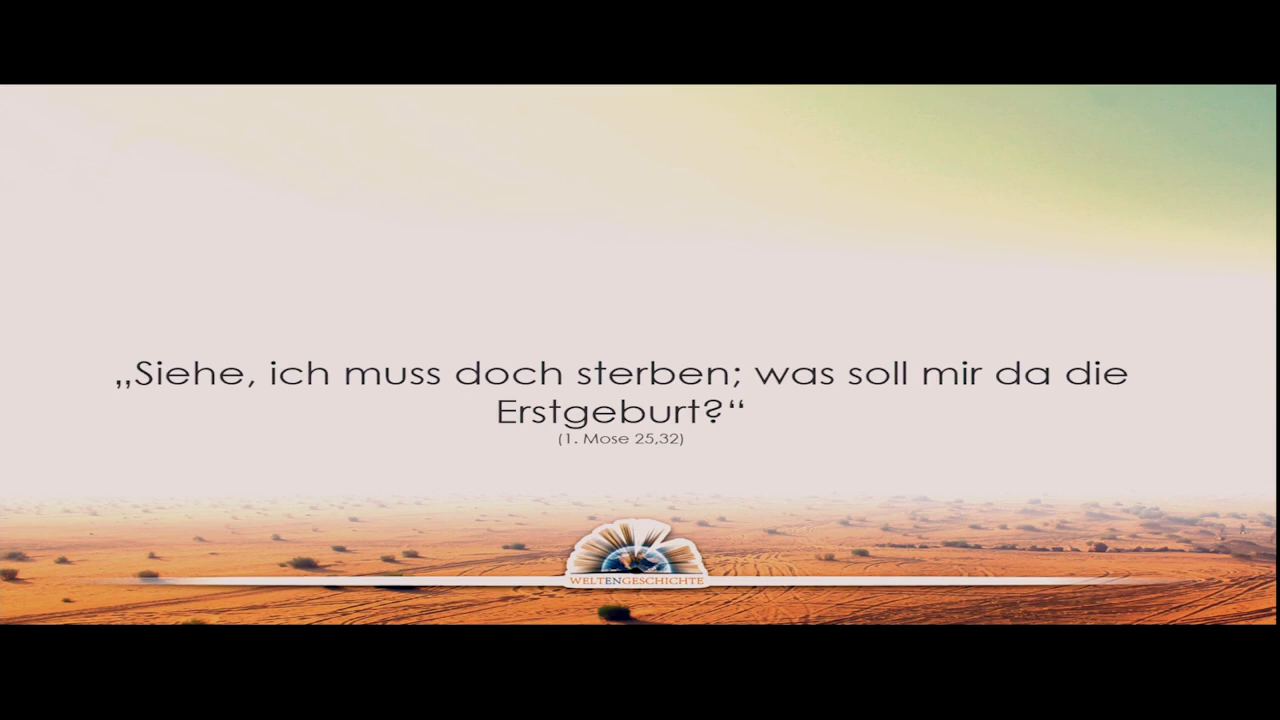 „Siehe, ich muss doch sterben; was soll mir da die
Erstgeburt?“
(1. Mose 25,32)
WELTENGESCHICHTE